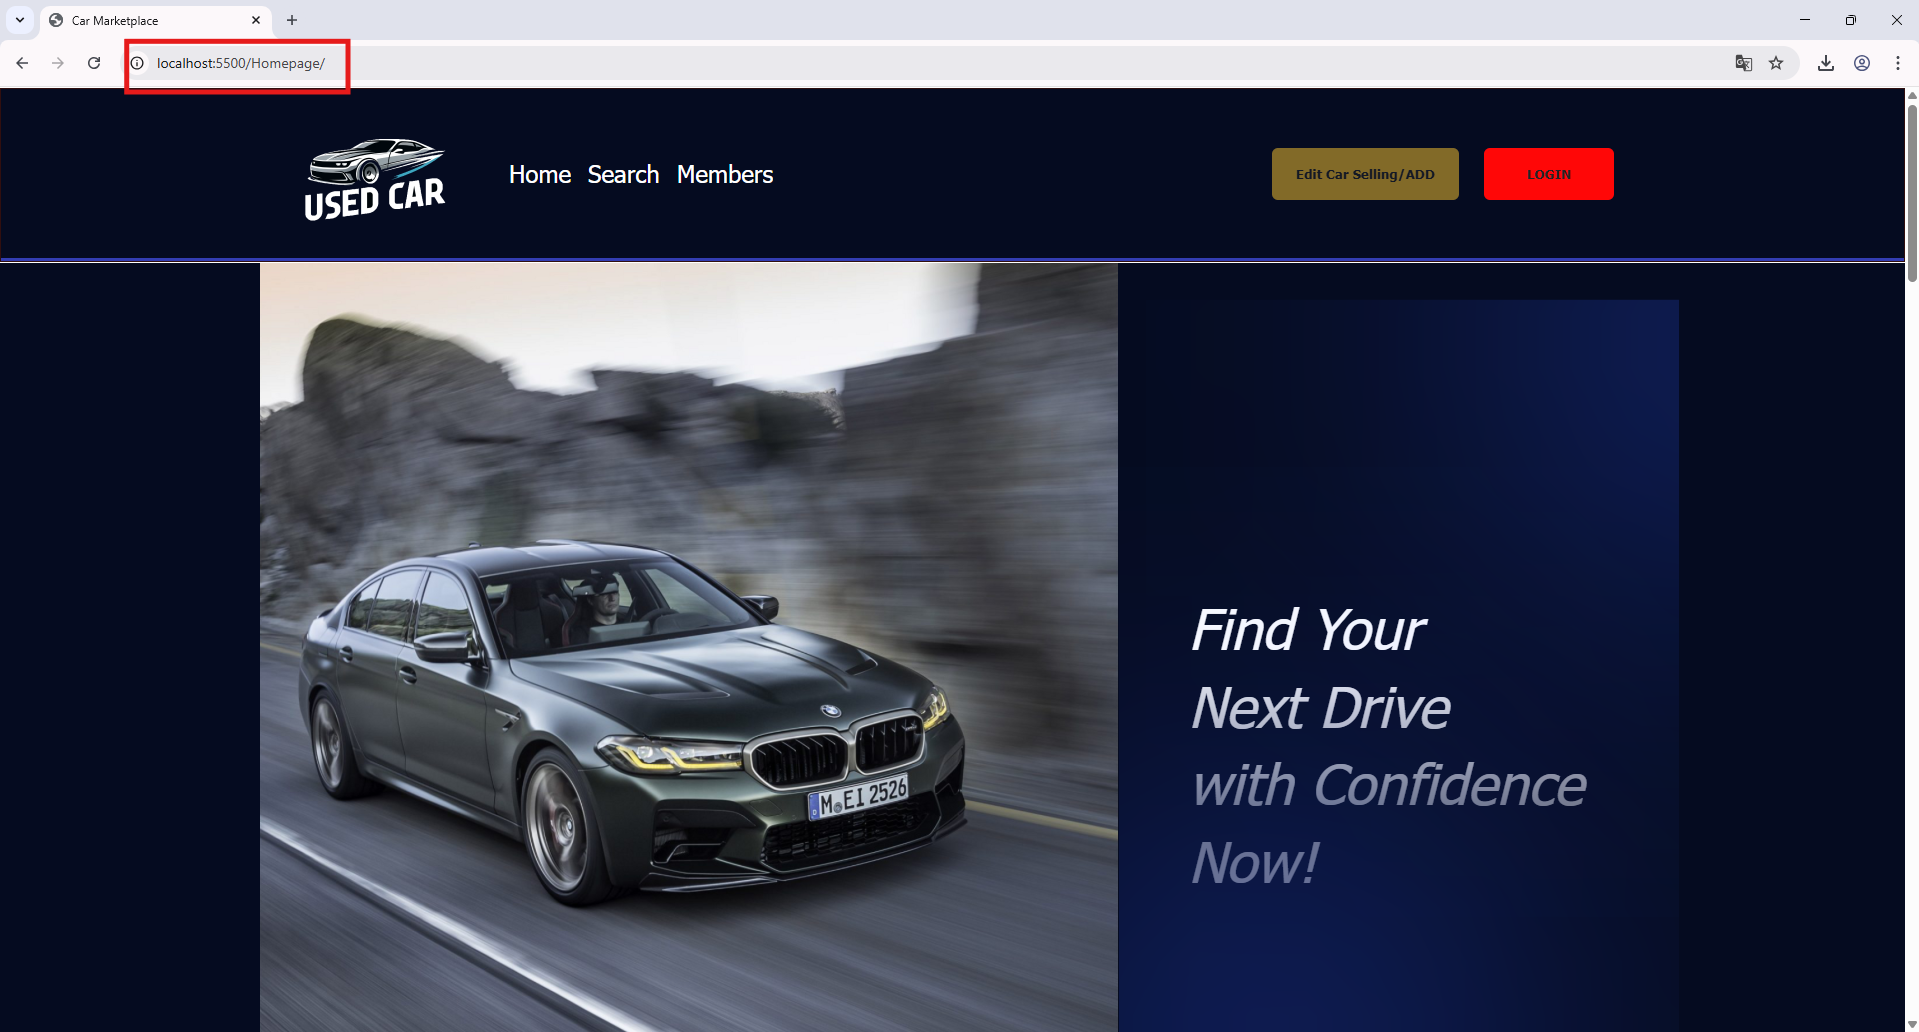 Car Marketplace
localhost:5500/Homepage/
USED CAR
Home Search Members
Edit Car Selling/ADD
LOGIN
M EI 2526
Find Your
Next Drive
with Confidence
Now!